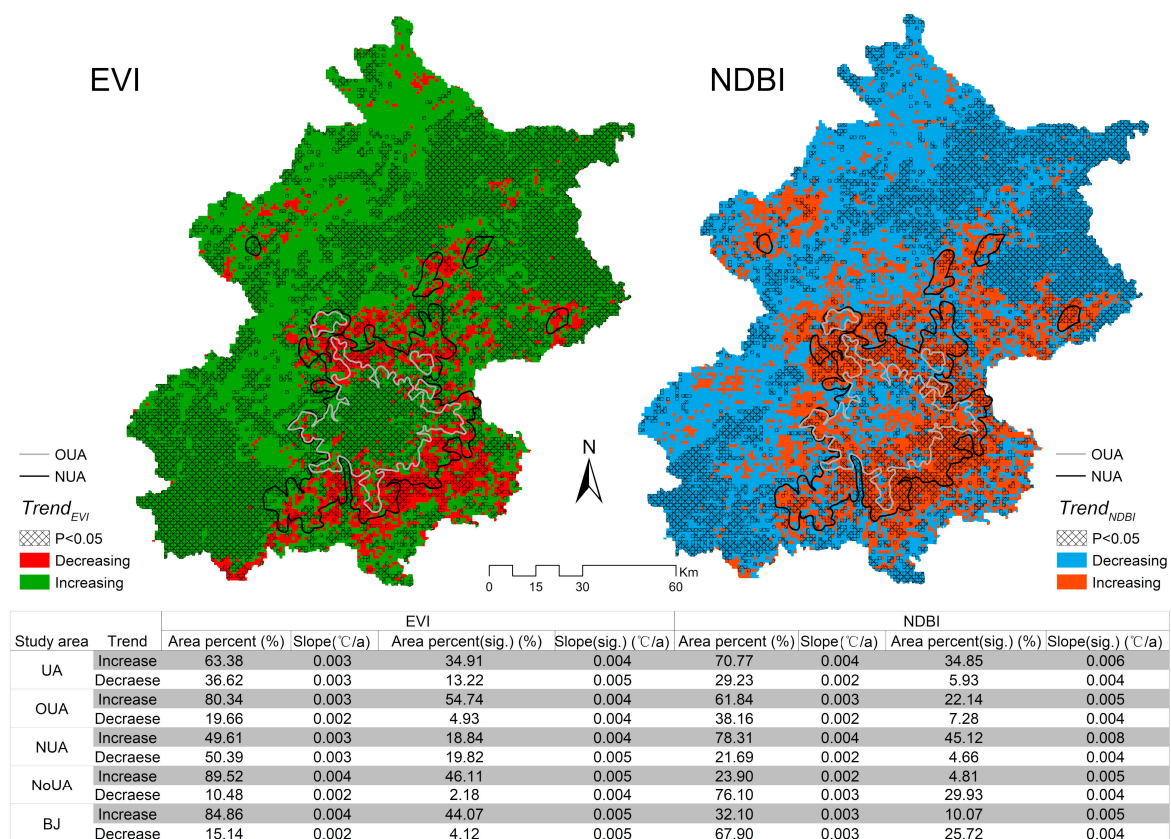 EVI
NDBI
OUA
NUA
Trend_EVI
P<0.05
Decreasing
Increasing
N
0 15 30 60 Km
OUA
NUA
Trend_NDBI
P<0.05
Decreasing
Increasing
EVI NDBI
Study area Trend Area percent (%) Slope(℃/a) Area percent(sig.) (%) Slope(sig.) (℃/a) Area percent (%) Slope(℃/a) Area percent(sig.) (%) Slope(sig.) (℃/a)
UA Increase 63.38 0.003 34.91 0.004 70.77 0.004 34.85 0.006
Decraese 36.62 0.003 13.22 0.005 29.23 0.002 5.93 0.004
OUA Increase 80.34 0.003 54.74 0.004 61.84 0.003 22.14 0.005
Decraese 19.66 0.002 4.93 0.004 38.16 0.002 7.28 0.004
NUA Increase 49.61 0.003 18.84 0.004 78.31 0.004 45.12 0.008
Decraese 50.39 0.003 19.82 0.005 21.69 0.002 4.66 0.004
NoUA Increase 89.52 0.004 46.11 0.005 23.90 0.002 4.81 0.005
Decraese 10.48 0.002 2.18 0.004 76.10 0.003 29.93 0.004
BJ Increase 84.86 0.004 44.07 0.005 32.10 0.003 10.07 0.005
Decrease 15.14 0.002 4.12 0.005 67.90 0.003 25.72 0.004